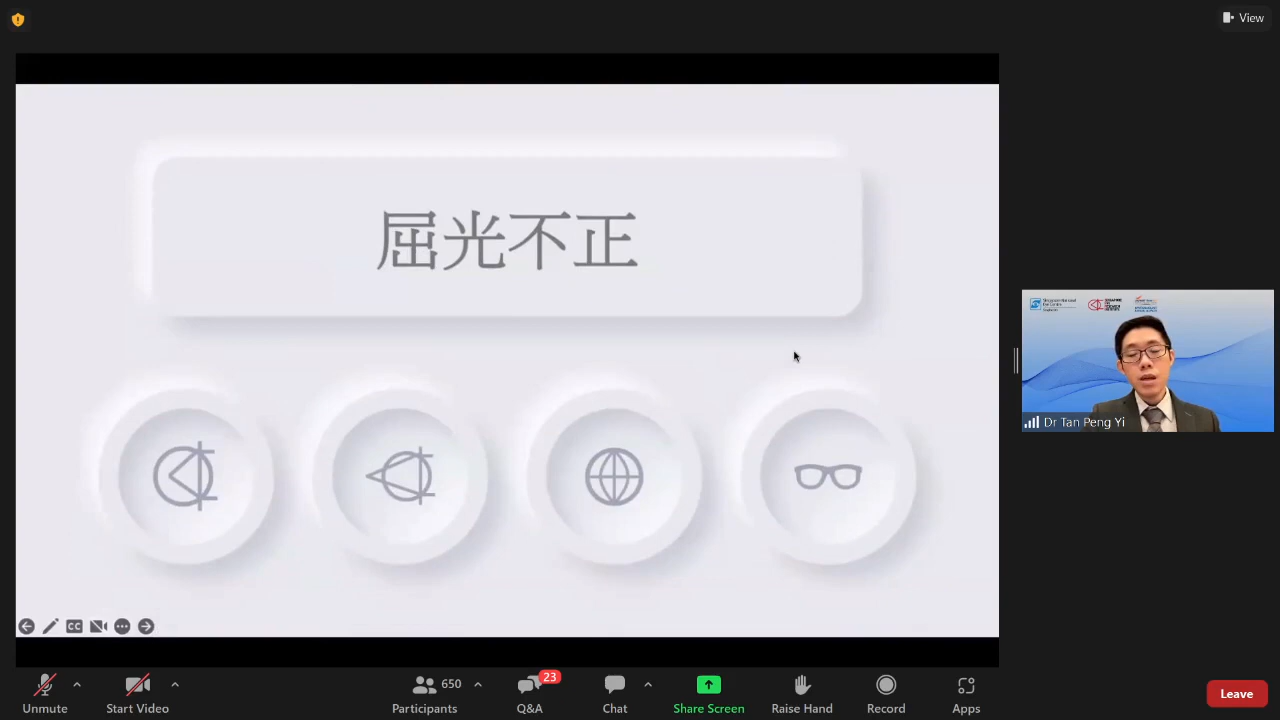 View
屈光不正
Dr Tan Peng Yi
CC
Unmute
Start Video
650
Participants
23
Q&A
Chat
Share Screen
Raise Hand
Record
Apps
Leave